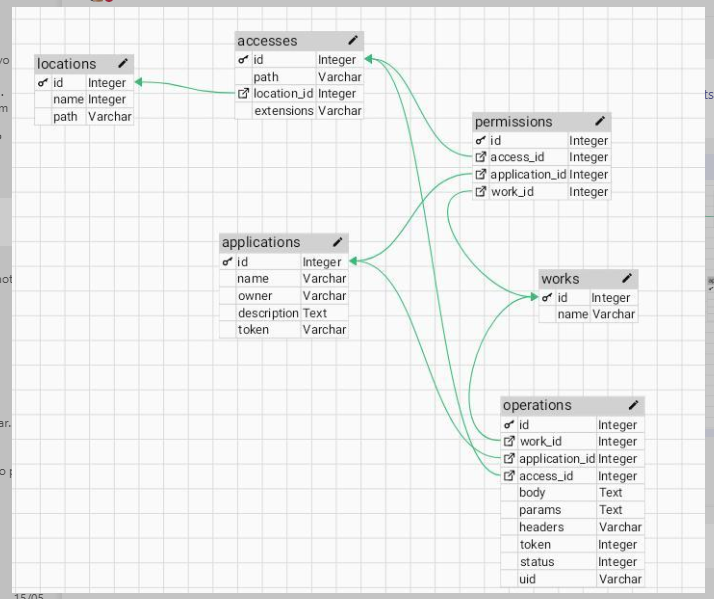 locations
id Integer
name Integer
path Varchar
accesses
id Integer
path Varchar
location_id Integer
extensions Varchar
permissions
id Integer
access_id Integer
application_id Integer
work_id Integer
applications
id Integer
name Varchar
owner Varchar
description Text
token Varchar
works
id Integer
name Varchar
operations
id Integer
work_id Integer
application_id Integer
access_id Integer
body Text
params Text
headers Varchar
token Integer
status Integer
uid Varchar
15/05